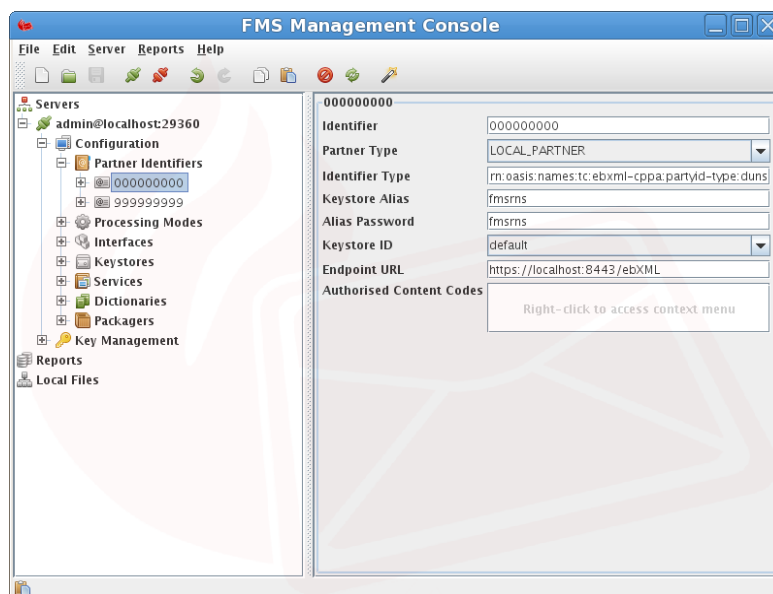 FMS Management Console
File Edit Server Reports Help
Servers
admin@localhost:29360
Configuration
Partner Identifiers
000000000
999999999
Processing Modes
Interfaces
Keystores
Services
Dictionaries
Packagers
Key Management
Reports
Local Files
000000000
Identifier 000000000
Partner Type LOCAL_PARTNER
Identifier Type rn:oasis:names:tc:ebxml-cppa:partyid-type:duns
Keystore Alias fmsrns
Alias Password fmsrns
Keystore ID default
Endpoint URL https://localhost:8443/ebXML
Authorised Content Codes Right-click to access context menu